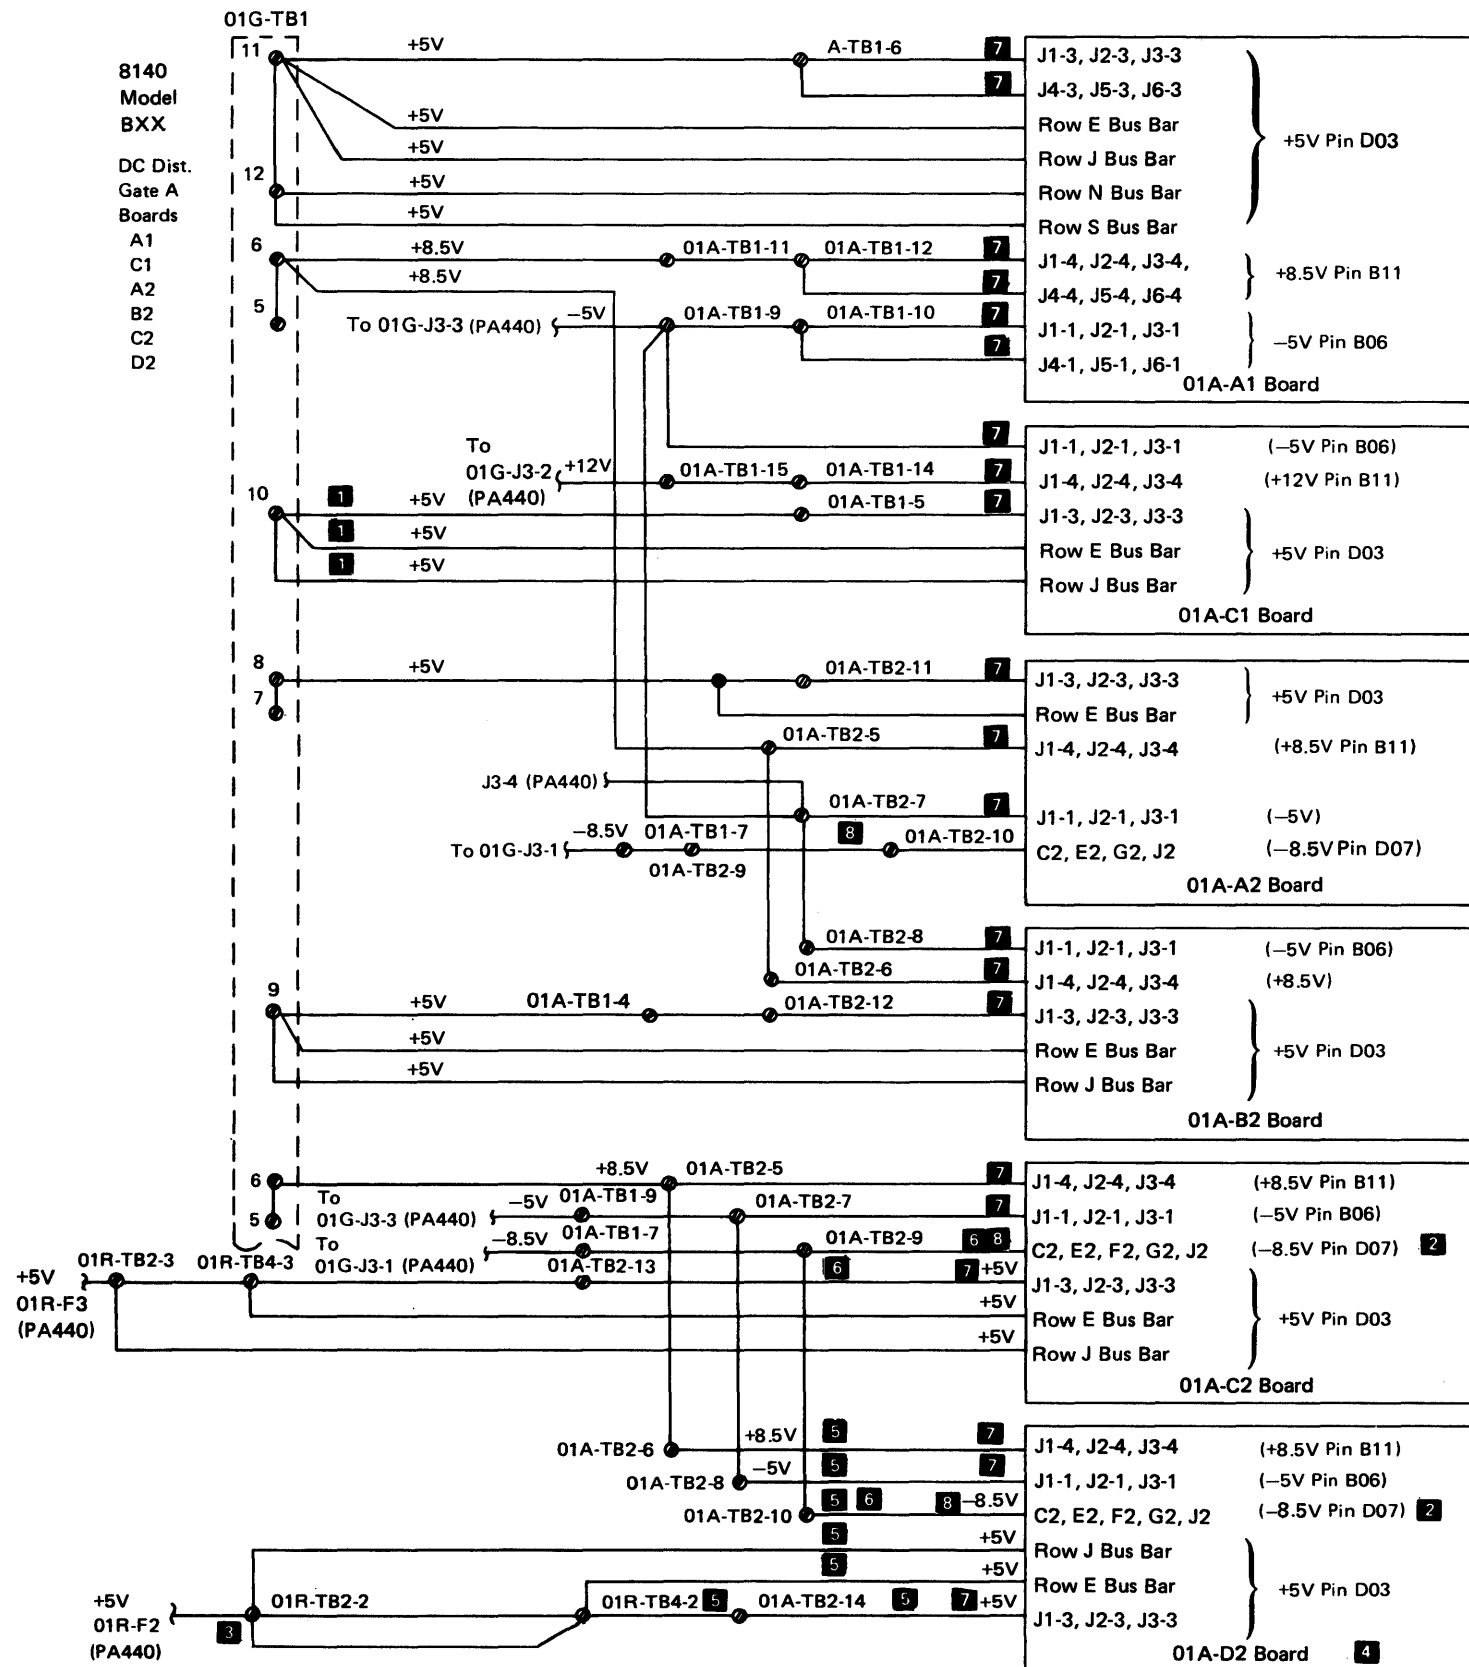 01G-TB1
8140
Model
BXX
DC Dist.
Gate A
Boards
A1
C1
A2
B2
C2
D2
11 +5V A-TB1-6 7 J1-3, J2-3, J3-3
7 J4-3, J5-3, J6-3
+5V Row E Bus Bar
+5V Pin D03
+5V Row J Bus Bar
12 +5V Row N Bus Bar
+5V Row S Bus Bar
6 +8.5V 01A-TB1-11 01A-TB1-12 7 J1-4, J2-4, J3-4,
+8.5V Pin B11
+8.5V 7 J4-4, J5-4, J6-4
5 To 01G-J3-3 (PA440) –5V 01A-TB1-9 01A-TB1-10 7 J1-1, J2-1, J3-1
–5V Pin B06
7 J4-1, J5-1, J6-1
01A-A1 Board
7 J1-1, J2-1, J3-1 (–5V Pin B06)
To
01G-J3-2
(PA440)
+12V 01A-TB1-15 01A-TB1-14 7 J1-4, J2-4, J3-4 (+12V Pin B11)
10 1 +5V 01A-TB1-5 7 J1-3, J2-3, J3-3
1 +5V Row E Bus Bar +5V Pin D03
1 +5V Row J Bus Bar
01A-C1 Board
8 +5V 01A-TB2-11 7 J1-3, J2-3, J3-3
+5V Pin D03
7 Row E Bus Bar
01A-TB2-5 7 J1-4, J2-4, J3-4 (+8.5V Pin B11)
J3-4 (PA440)
01A-TB2-7 7 J1-1, J2-1, J3-1 (–5V)
To 01G-J3-1 –8.5V 01A-TB1-7 8 01A-TB2-10 C2, E2, G2, J2 (–8.5V Pin D07)
01A-TB2-9
01A-A2 Board
01A-TB2-8 7 J1-1, J2-1, J3-1 (–5V Pin B06)
01A-TB2-6 7 J1-4, J2-4, J3-4 (+8.5V)
9 +5V 01A-TB1-4 01A-TB2-12 7 J1-3, J2-3, J3-3
+5V Row E Bus Bar +5V Pin D03
+5V Row J Bus Bar
01A-B2 Board
6 +8.5V 01A-TB2-5 7 J1-4, J2-4, J3-4 (+8.5V Pin B11)
5 To
01G-J3-3 (PA440) –5V 01A-TB1-9 01A-TB2-7 7 J1-1, J2-1, J3-1 (–5V Pin B06)
To
01G-J3-1 (PA440) –8.5V 01A-TB1-7 01A-TB2-9 6 8 C2, E2, F2, G2, J2 (–8.5V Pin D07) 2
+5V
01R-F3
(PA440)
01R-TB2-3 01R-TB4-3 01A-TB2-13 6 7 +5V J1-3, J2-3, J3-3
+5V Row E Bus Bar +5V Pin D03
+5V Row J Bus Bar
01A-C2 Board
01A-TB2-6 +8.5V 5 7 J1-4, J2-4, J3-4 (+8.5V Pin B11)
01A-TB2-8 –5V 5 7 J1-1, J2-1, J3-1 (–5V Pin B06)
01A-TB2-10 5 6 8 –8.5V C2, E2, F2, G2, J2 (–8.5V Pin D07) 2
5 +5V Row J Bus Bar
5 +5V Row E Bus Bar +5V Pin D03
+5V
01R-F2
(PA440)
3 01R-TB2-2 01R-TB4-2 5 01A-TB2-14 5 7 +5V J1-3, J2-3, J3-3
01A-D2 Board 4